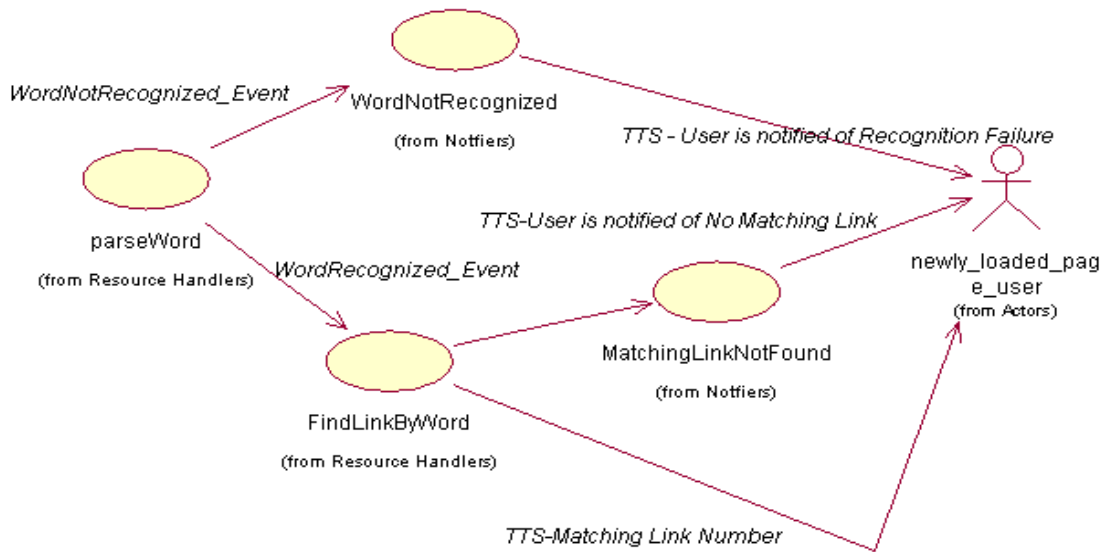 WordNotRecognized_Event
WordNotRecognized
(from Notfiers)
TTS - User is notified of Recognition Failure
parseWord
(from Resource Handlers)
TTS-User is notified of No Matching Link
WordRecognized_Event
newly_loaded_pag
e_user
(from Actors)
MatchingLinkNotFound
(from Notfiers)
FindLinkByWord
(from Resource Handlers)
TTS-Matching Link Number